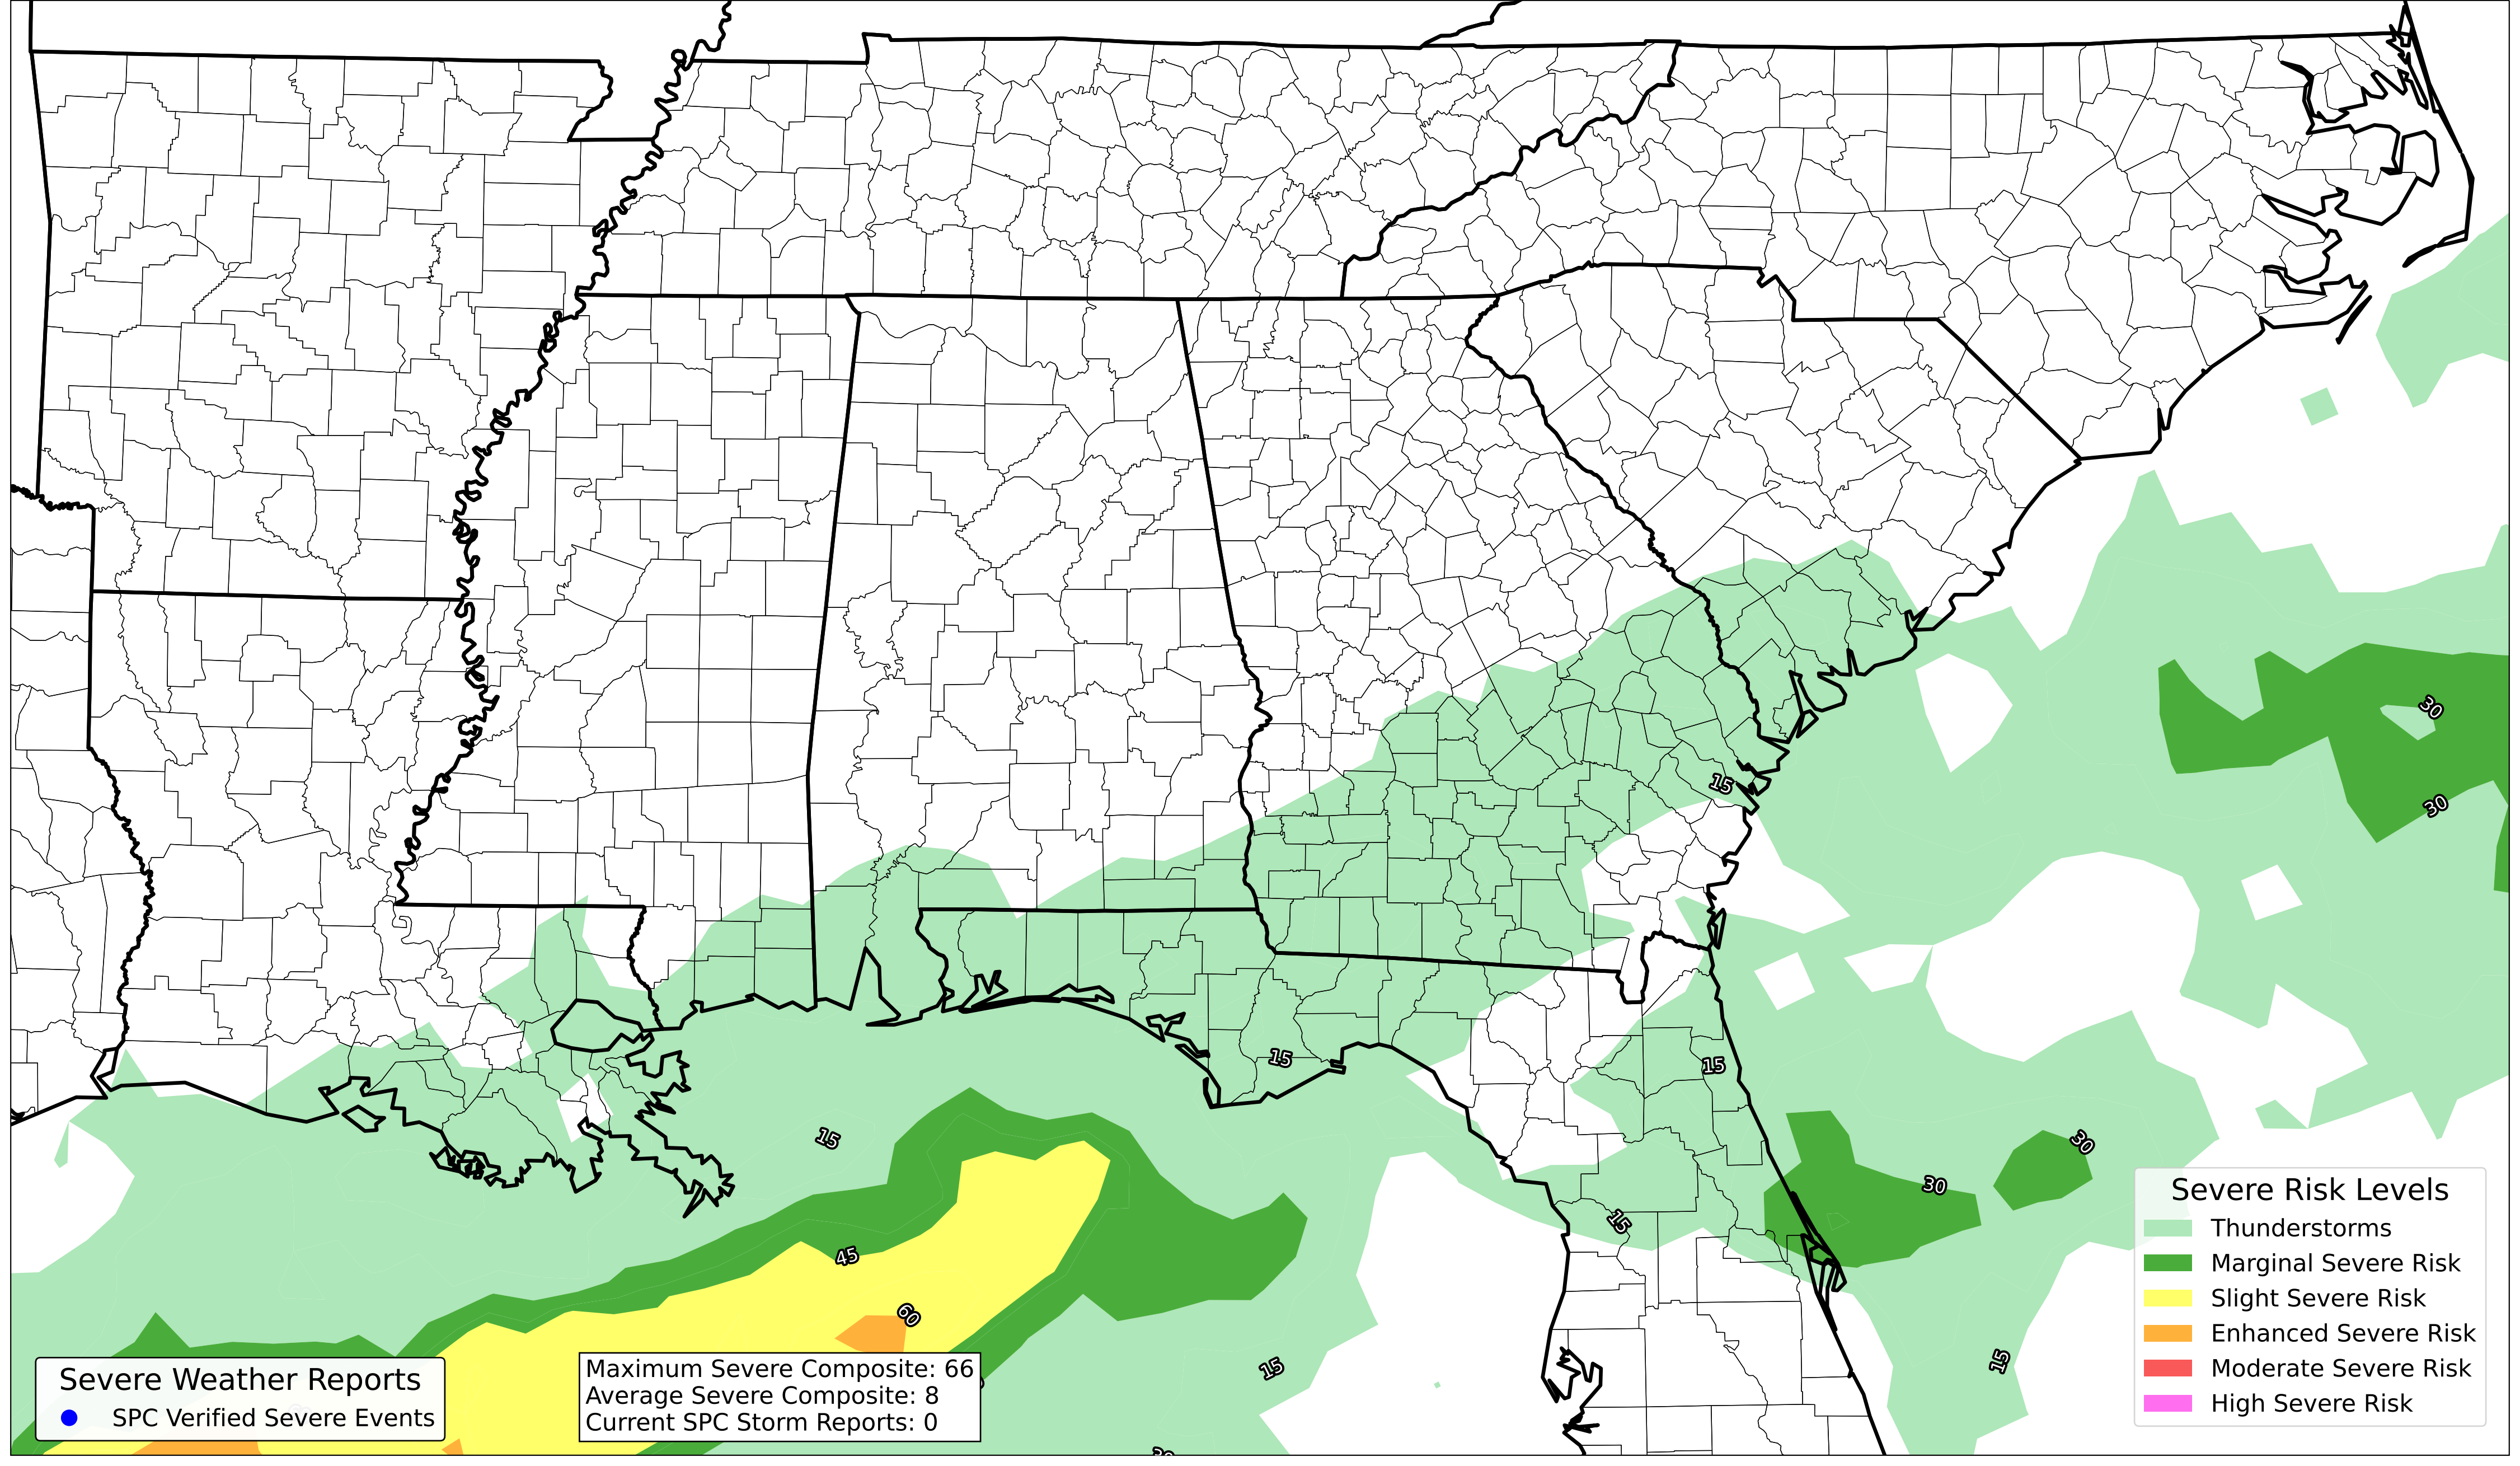 30
30
15
15
15
15
30
30
15
45
60
15
15
Severe Risk Levels
Thunderstorms
Marginal Severe Risk
Slight Severe Risk
Enhanced Severe Risk
Moderate Severe Risk
High Severe Risk
Severe Weather Reports
SPC Verified Severe Events
Maximum Severe Composite: 66
Average Severe Composite: 8
Current SPC Storm Reports: 0